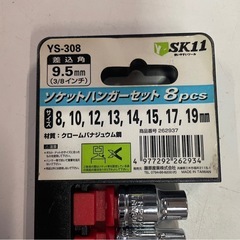 YS-308
SK11
差込角
9.5mm
(3/8インチ)
ソケットハンガーセット 8pcs
サイズ
8, 10, 12, 13, 14, 15, 17, 19mm
材質：クロームバナジュウム鋼
商品番号：262937
4 977292 262934
MADE IN TAIWAN